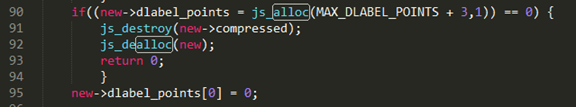 90 if((new->dlabel_points = js_alloc(MAX_DLABEL_POINTS + 3,1)) == 0) {
91 js_destroy(new->compressed);
92 js_dealloc(new);
93 return 0;
94 }
95 new->dlabel_points[0] = 0;